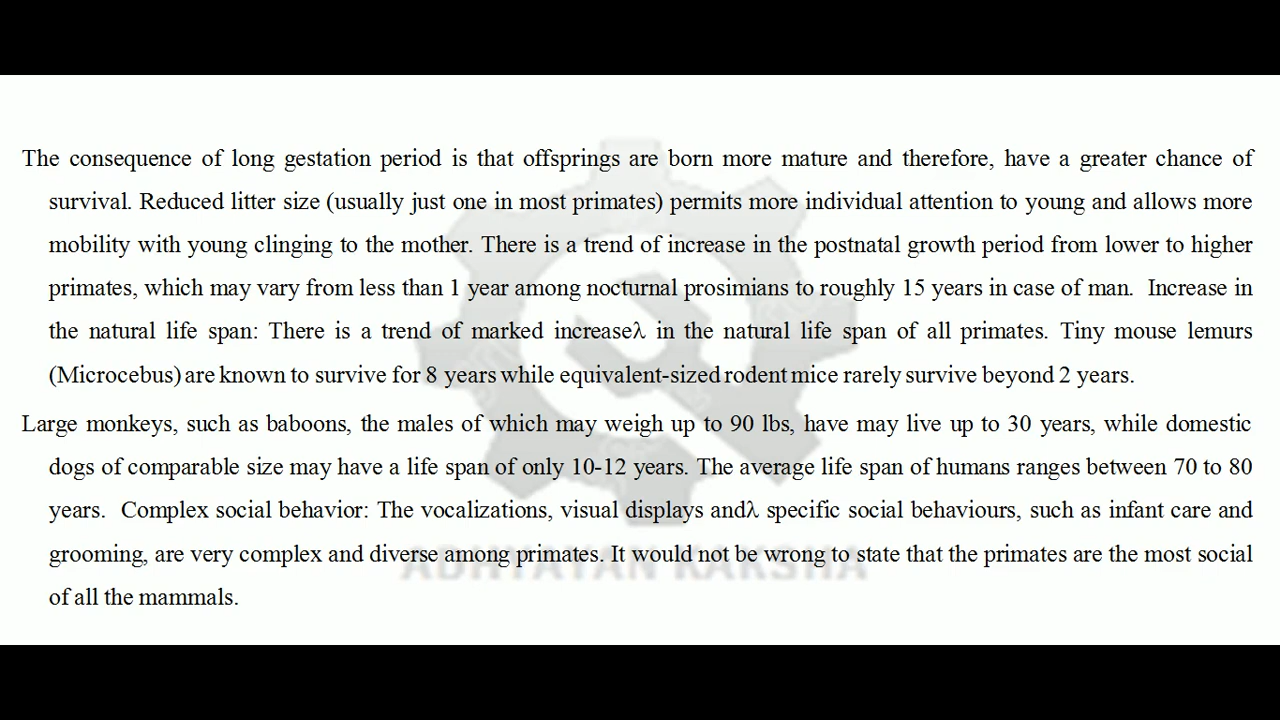 The consequence of long gestation period is that offsprings are born more mature and therefore, have a greater chance of
survival. Reduced litter size (usually just one in most primates) permits more individual attention to young and allows more
mobility with young clinging to the mother. There is a trend of increase in the postnatal growth period from lower to higher
primates, which may vary from less than 1 year among nocturnal prosimians to roughly 15 years in case of man. Increase in
the natural life span: There is a trend of marked increaseλ in the natural life span of all primates. Tiny mouse lemurs
(Microcebus) are known to survive for 8 years while equivalent-sized rodent mice rarely survive beyond 2 years.
Large monkeys, such as baboons, the males of which may weigh up to 90 lbs, have may live up to 30 years, while domestic
dogs of comparable size may have a life span of only 10-12 years. The average life span of humans ranges between 70 to 80
years. Complex social behavior: The vocalizations, visual displays andλ specific social behaviours, such as infant care and
grooming, are very complex and diverse among primates. It would not be wrong to state that the primates are the most social
ADHYAYAN KAKSHA
of all the mammals.